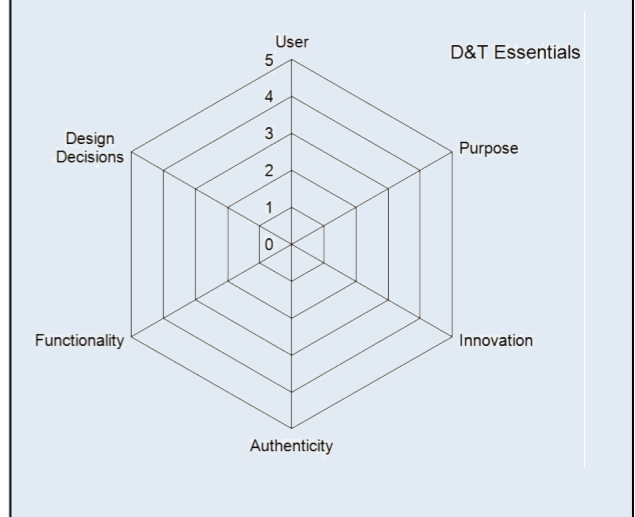 User
D&T Essentials
5
4
3
2
1
0
Design
Decisions
Purpose
Functionality
Innovation
Authenticity